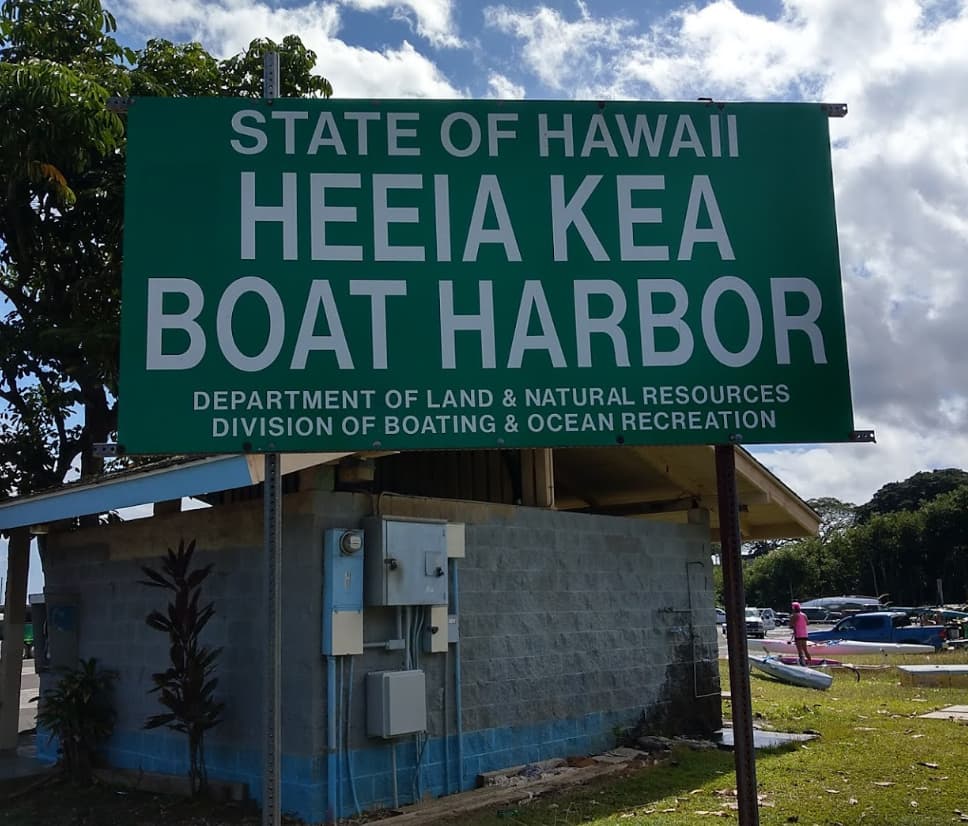 STATE OF HAWAII
HEEIA KEA
BOAT HARBOR
DEPARTMENT OF LAND & NATURAL RESOURCES
DIVISION OF BOATING & OCEAN RECREATION